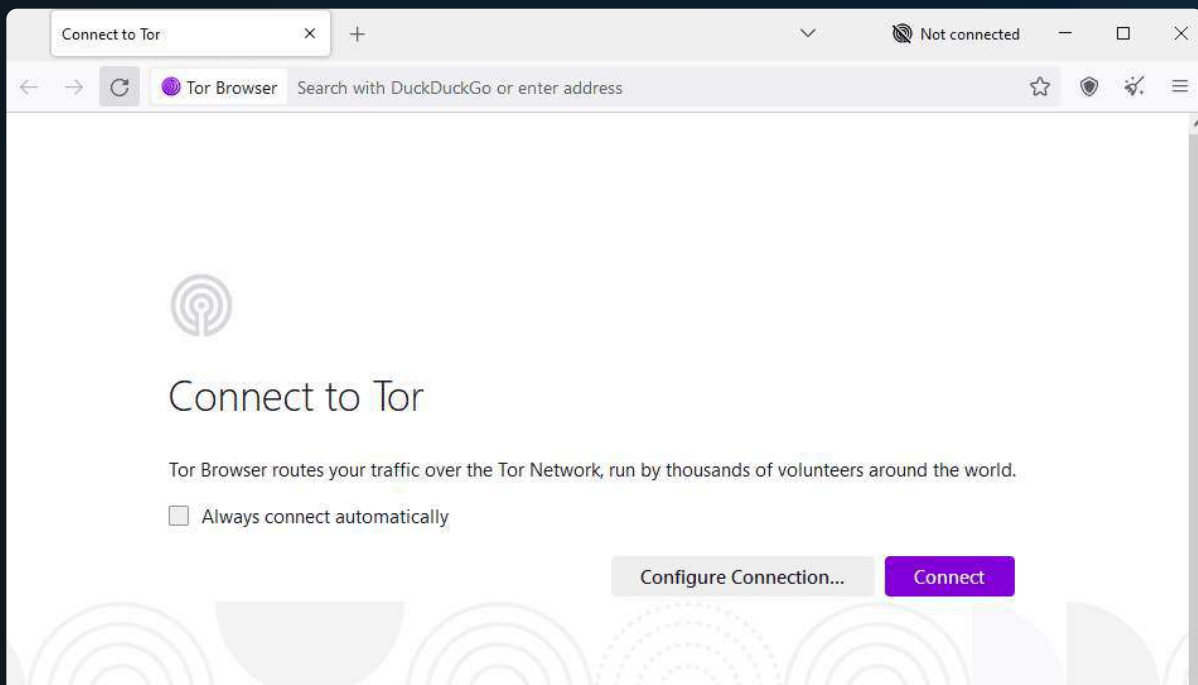 Connect to Tor
Not connected
Tor Browser Search with DuckDuckGo or enter address
Connect to Tor
Tor Browser routes your traffic over the Tor Network, run by thousands of volunteers around the world.
Always connect automatically
Configure Connection... Connect